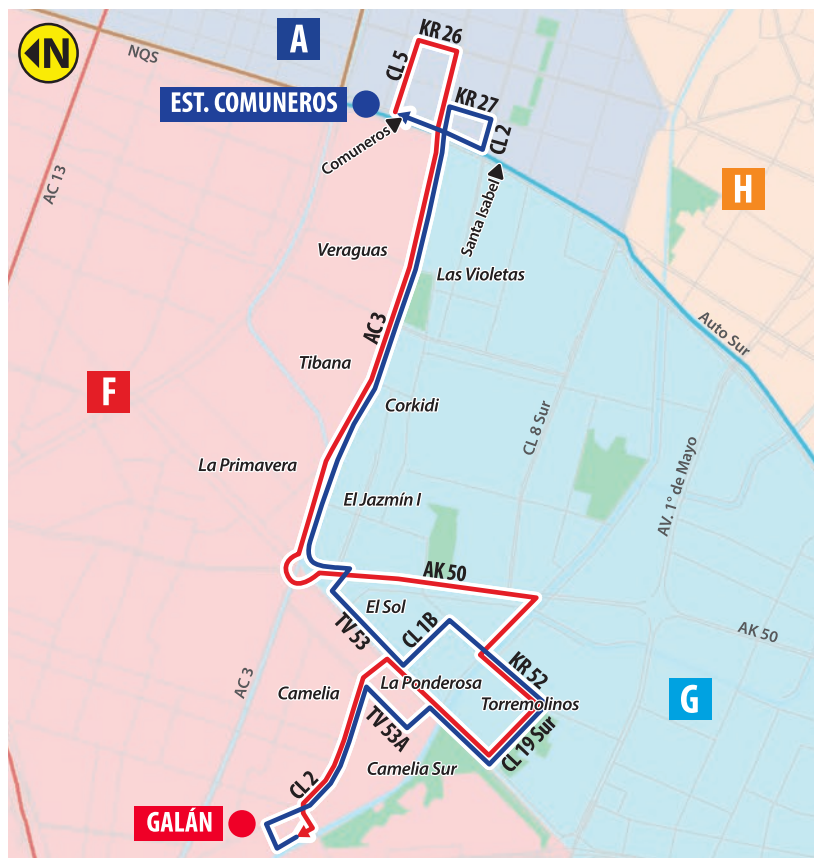 N
A
KR 26
NQS
CL 5
EST. COMUNEROS
KR 27
CL 2
Comuneros
AC 13
H
Santa Isabel
Veraguas
Las Violetas
AC 3
Auto Sur
Tibana
F
Corkidi
CL 8 Sur
La Primavera
AV. 1° de Mayo
El Jazmín I
AK 50
El Sol
TV 53
CL 1B
AK 50
KR 52
AC 3
La Ponderosa
Camelia
Torremolinos
G
TV 53A
CL 19 Sur
Camelia Sur
CL 2
GALÁN